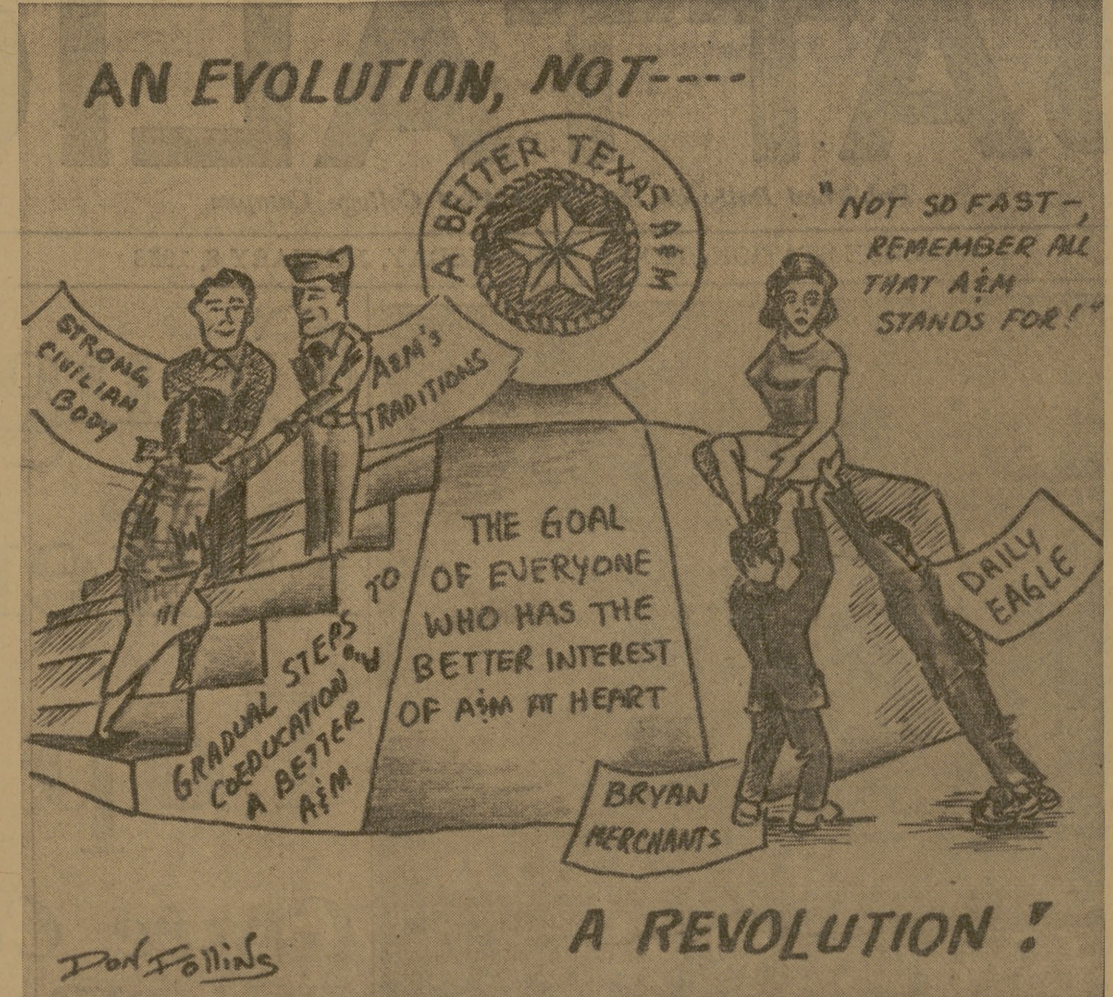 AN EVOLUTION, NOT----
A BETTER TEXAS A&M
"NOT SO FAST-,
REMEMBER ALL
THAT A&M
STANDS FOR!"
STRONG
CIVILIAN
BODY
A&M'S
TRADITIONS
THE GOAL
OF EVERYONE
WHO HAS THE
BETTER INTEREST
OF A&M AT HEART
GRADUAL STEPS TO
COEDUCATION AND
A BETTER
A&M
DAILY
EAGLE
BRYAN
MERCHANTS
A REVOLUTION!
Don Follins